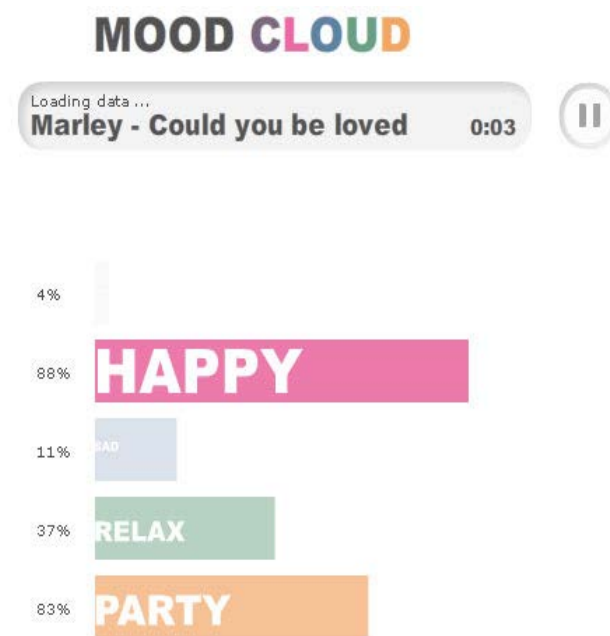 MOOD CLOUD
Loading data ...
Marley - Could you be loved 0:03
4%
88% HAPPY
11% SAD
37% RELAX
83% PARTY